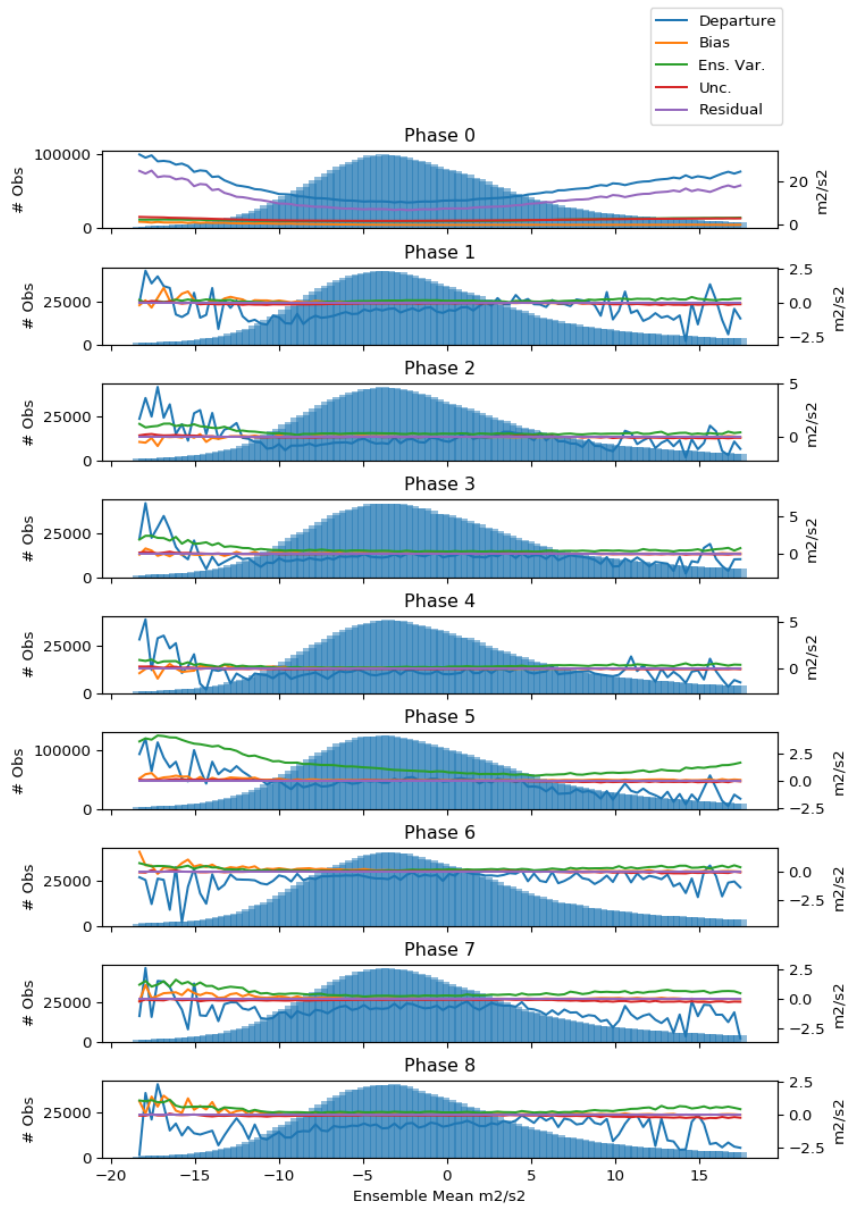 Departure
Bias
Ens. Var.
Unc.
Residual
Phase 0
100000
50000
0
# Obs
20
0
m2/s2
Phase 1
25000
0
# Obs
2.5
0.0
−2.5
m2/s2
Phase 2
25000
0
# Obs
5
0
m2/s2
Phase 3
25000
0
# Obs
5
0
m2/s2
Phase 4
25000
0
# Obs
5
0
m2/s2
Phase 5
100000
0
# Obs
2.5
0.0
−2.5
m2/s2
Phase 6
25000
0
# Obs
0.0
−2.5
m2/s2
Phase 7
25000
0
# Obs
2.5
0.0
−2.5
m2/s2
Phase 8
25000
0
# Obs
2.5
0.0
−2.5
m2/s2
−20
−15
−10
−5
0
5
10
15
Ensemble Mean m2/s2